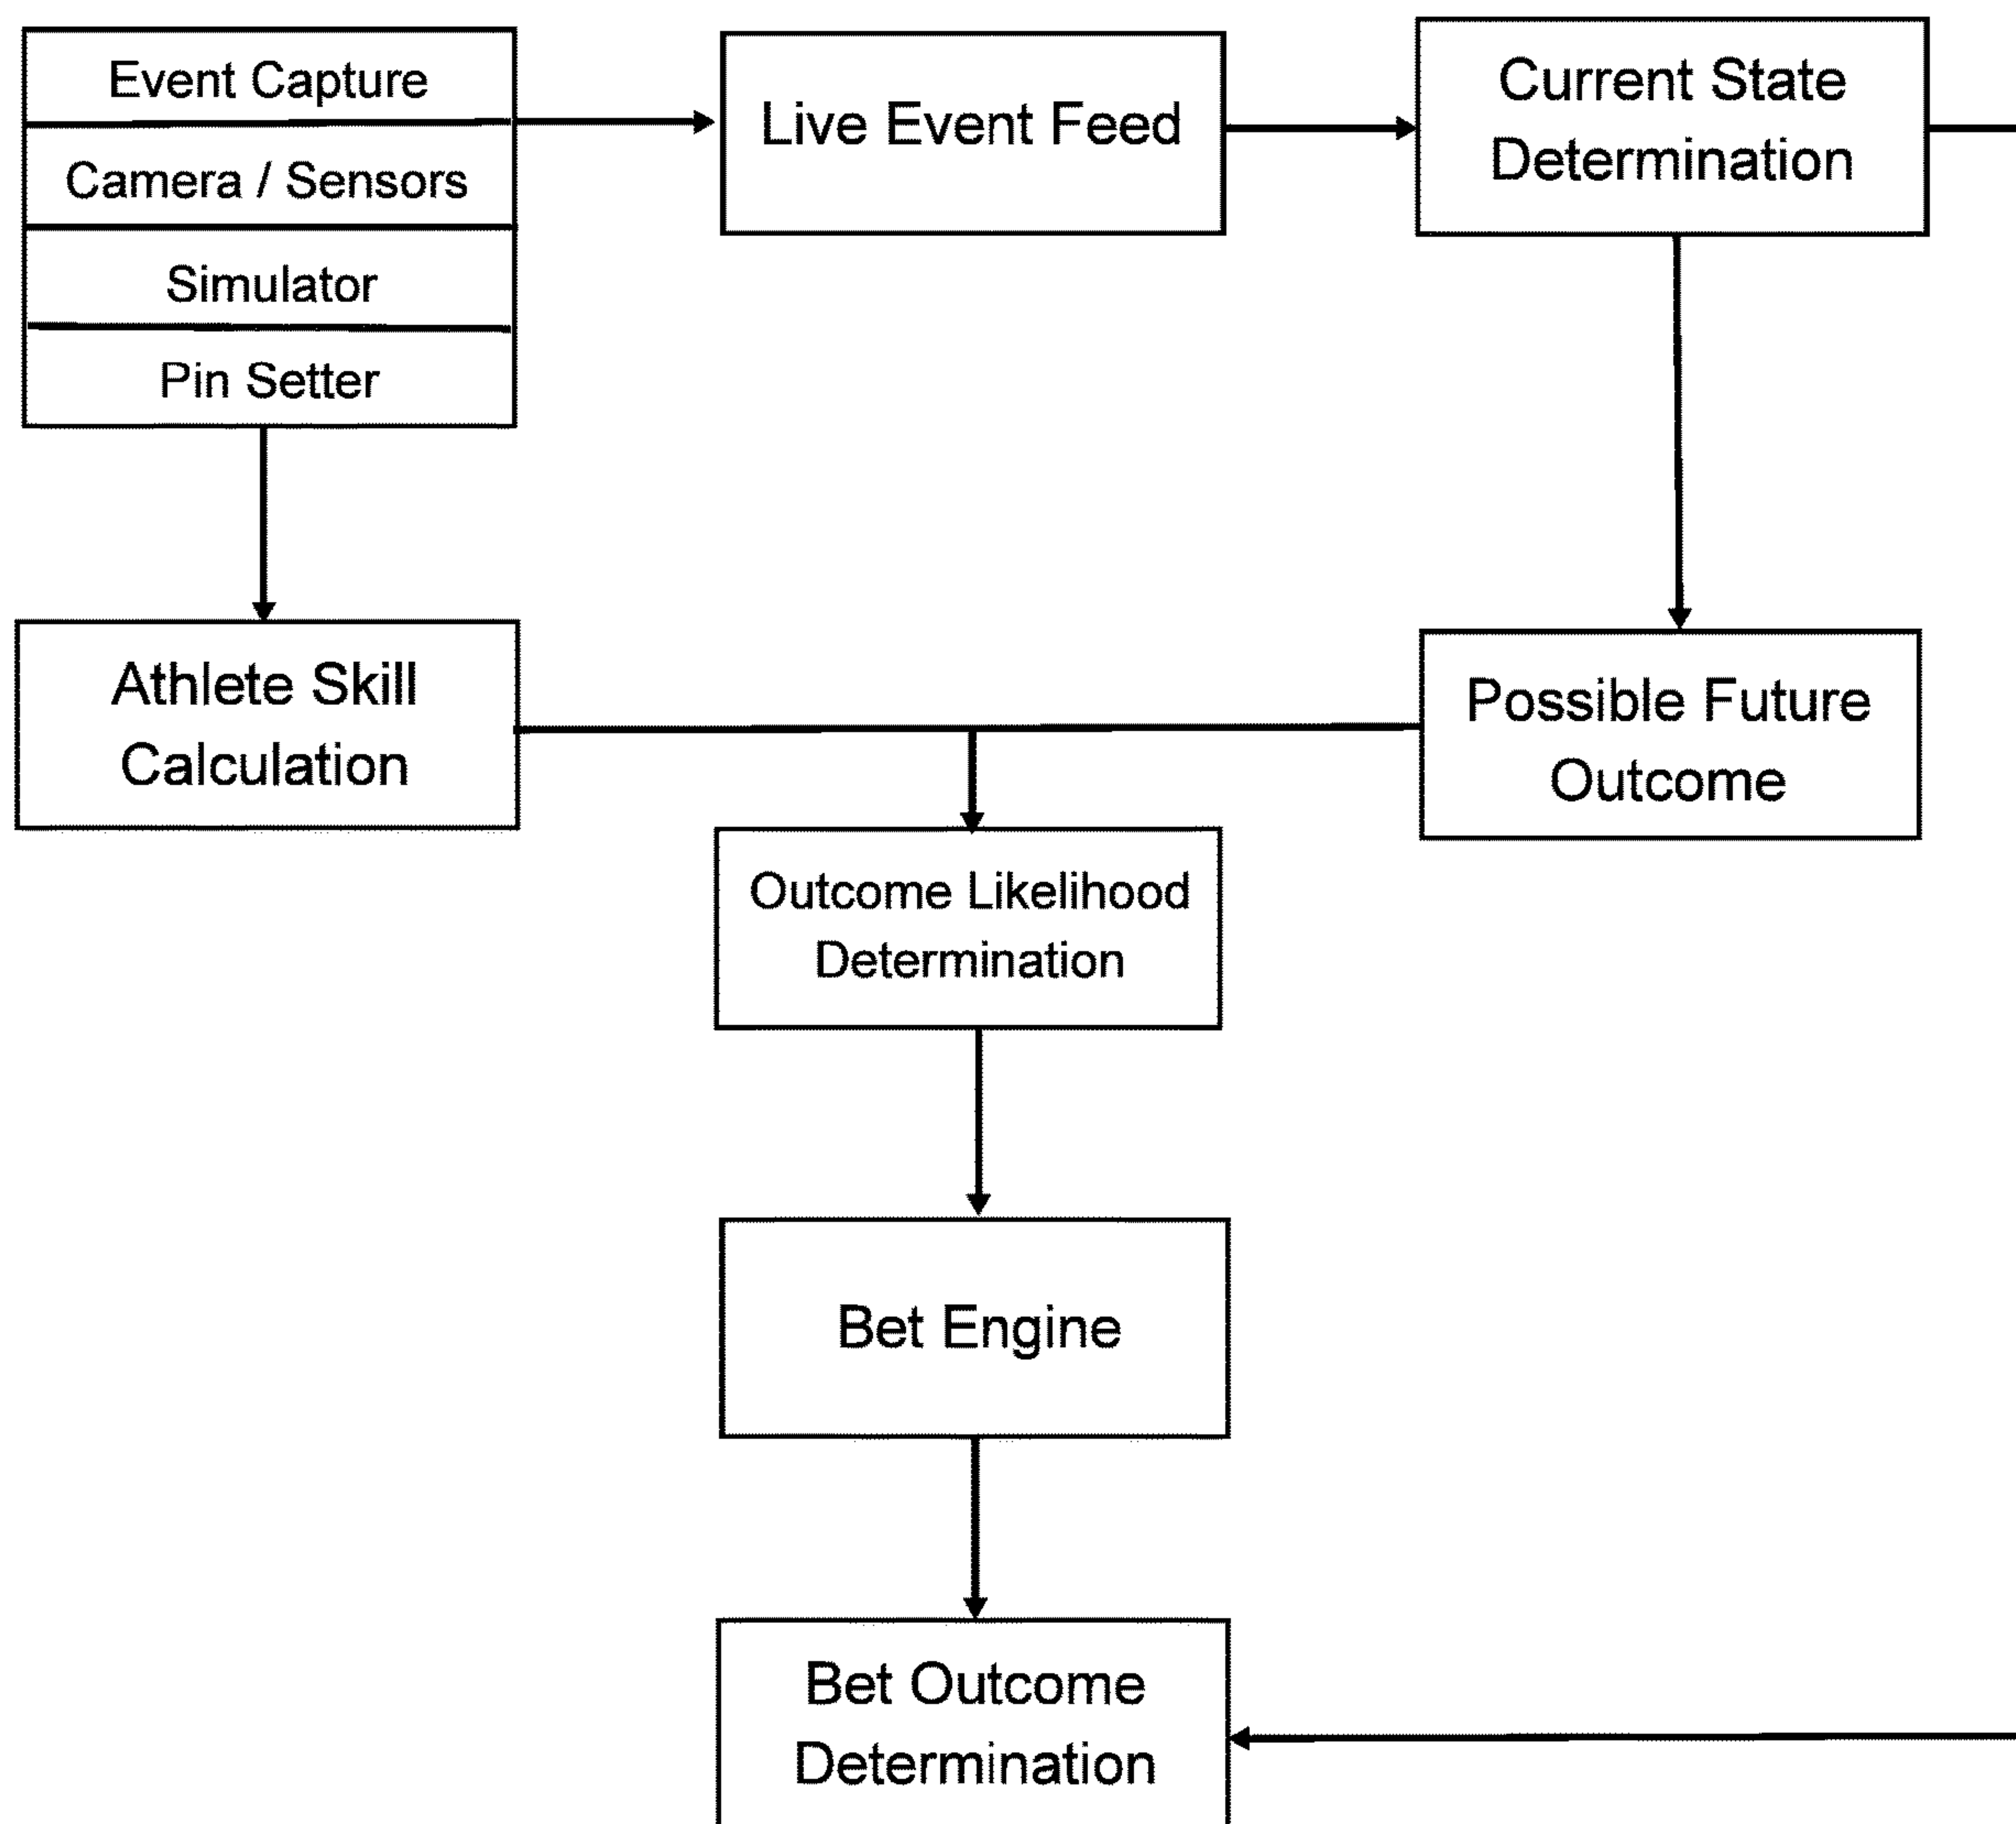 Event Capture
Camera / Sensors
Simulator
Pin Setter
Live Event Feed
Current State
Determination
Athlete Skill
Calculation
Possible Future
Outcome
Outcome Likelihood
Determination
Bet Engine
Bet Outcome
Determination